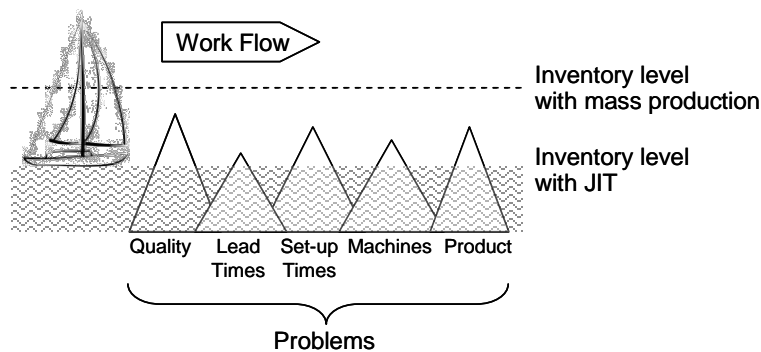 Work Flow
Inventory level
with mass production
Inventory level
with JIT
Quality
Lead
Times
Set-up
Times
Machines
Product
Problems